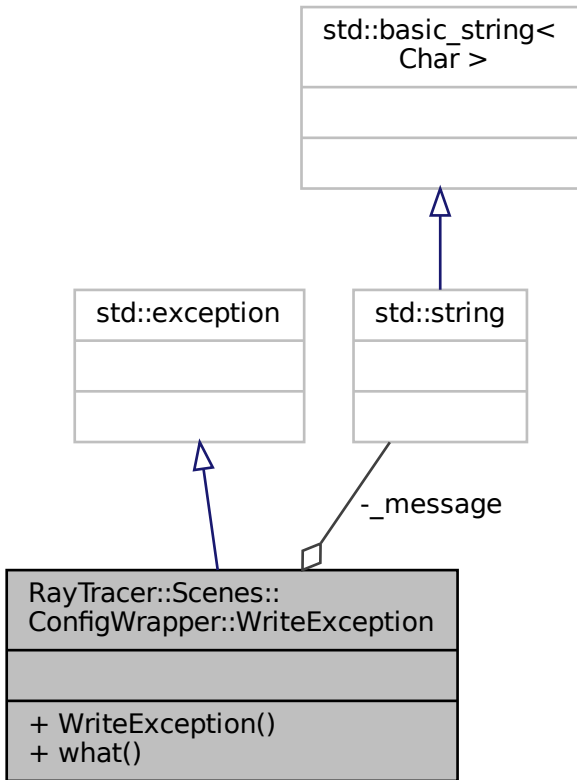 std::basic_string<
Char >
std::exception
std::string
-_message
RayTracer::Scenes::
ConfigWrapper::WriteException
+ WriteException()
+ what()